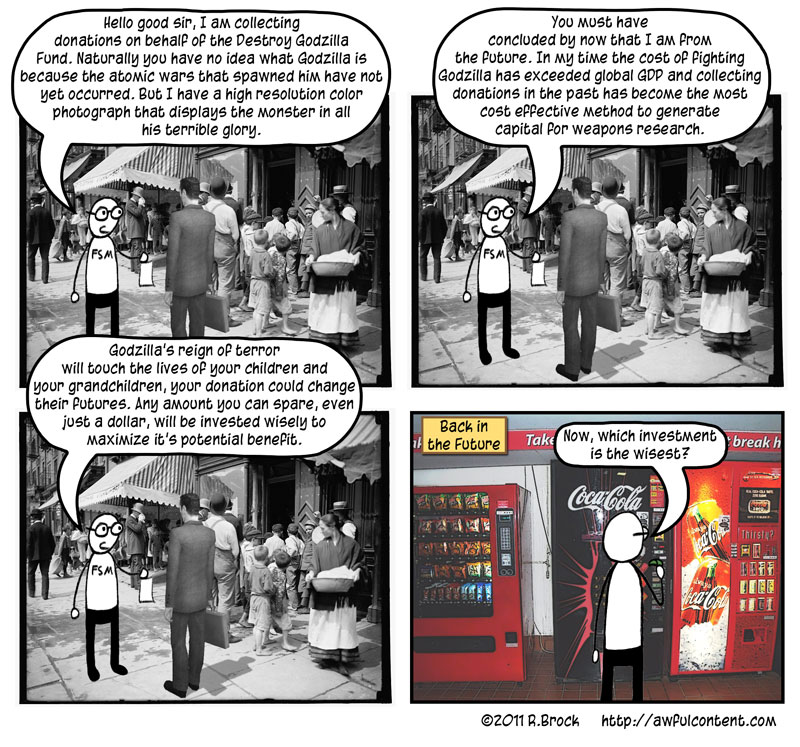 Hello good sir, I am collecting
donations on behalf of the Destroy Godzilla
Fund. Naturally you have no idea what Godzilla is
because the atomic wars that spawned him have not
yet occurred. But I have a high resolution color
photograph that displays the monster in all
his terrible glory.
FSM
You must have
concluded by now that I am from
the future. In my time the cost of fighting
Godzilla has exceeded global GDP and collecting
donations in the past has become the most
cost effective method to generate
capital for weapons research.
FSM
Godzilla's reign of terror
will touch the lives of your children and
your grandchildren, your donation could change
their futures. Any amount you can spare, even
just a dollar, will be invested wisely to
maximize it's potential benefit.
FSM
Back in
the Future
Take
break h
Now, which investment
is the wisest?
Coca-Cola
Thirsty?
Coca-Cola
©2011 R.Brock http://awfulcontent.com